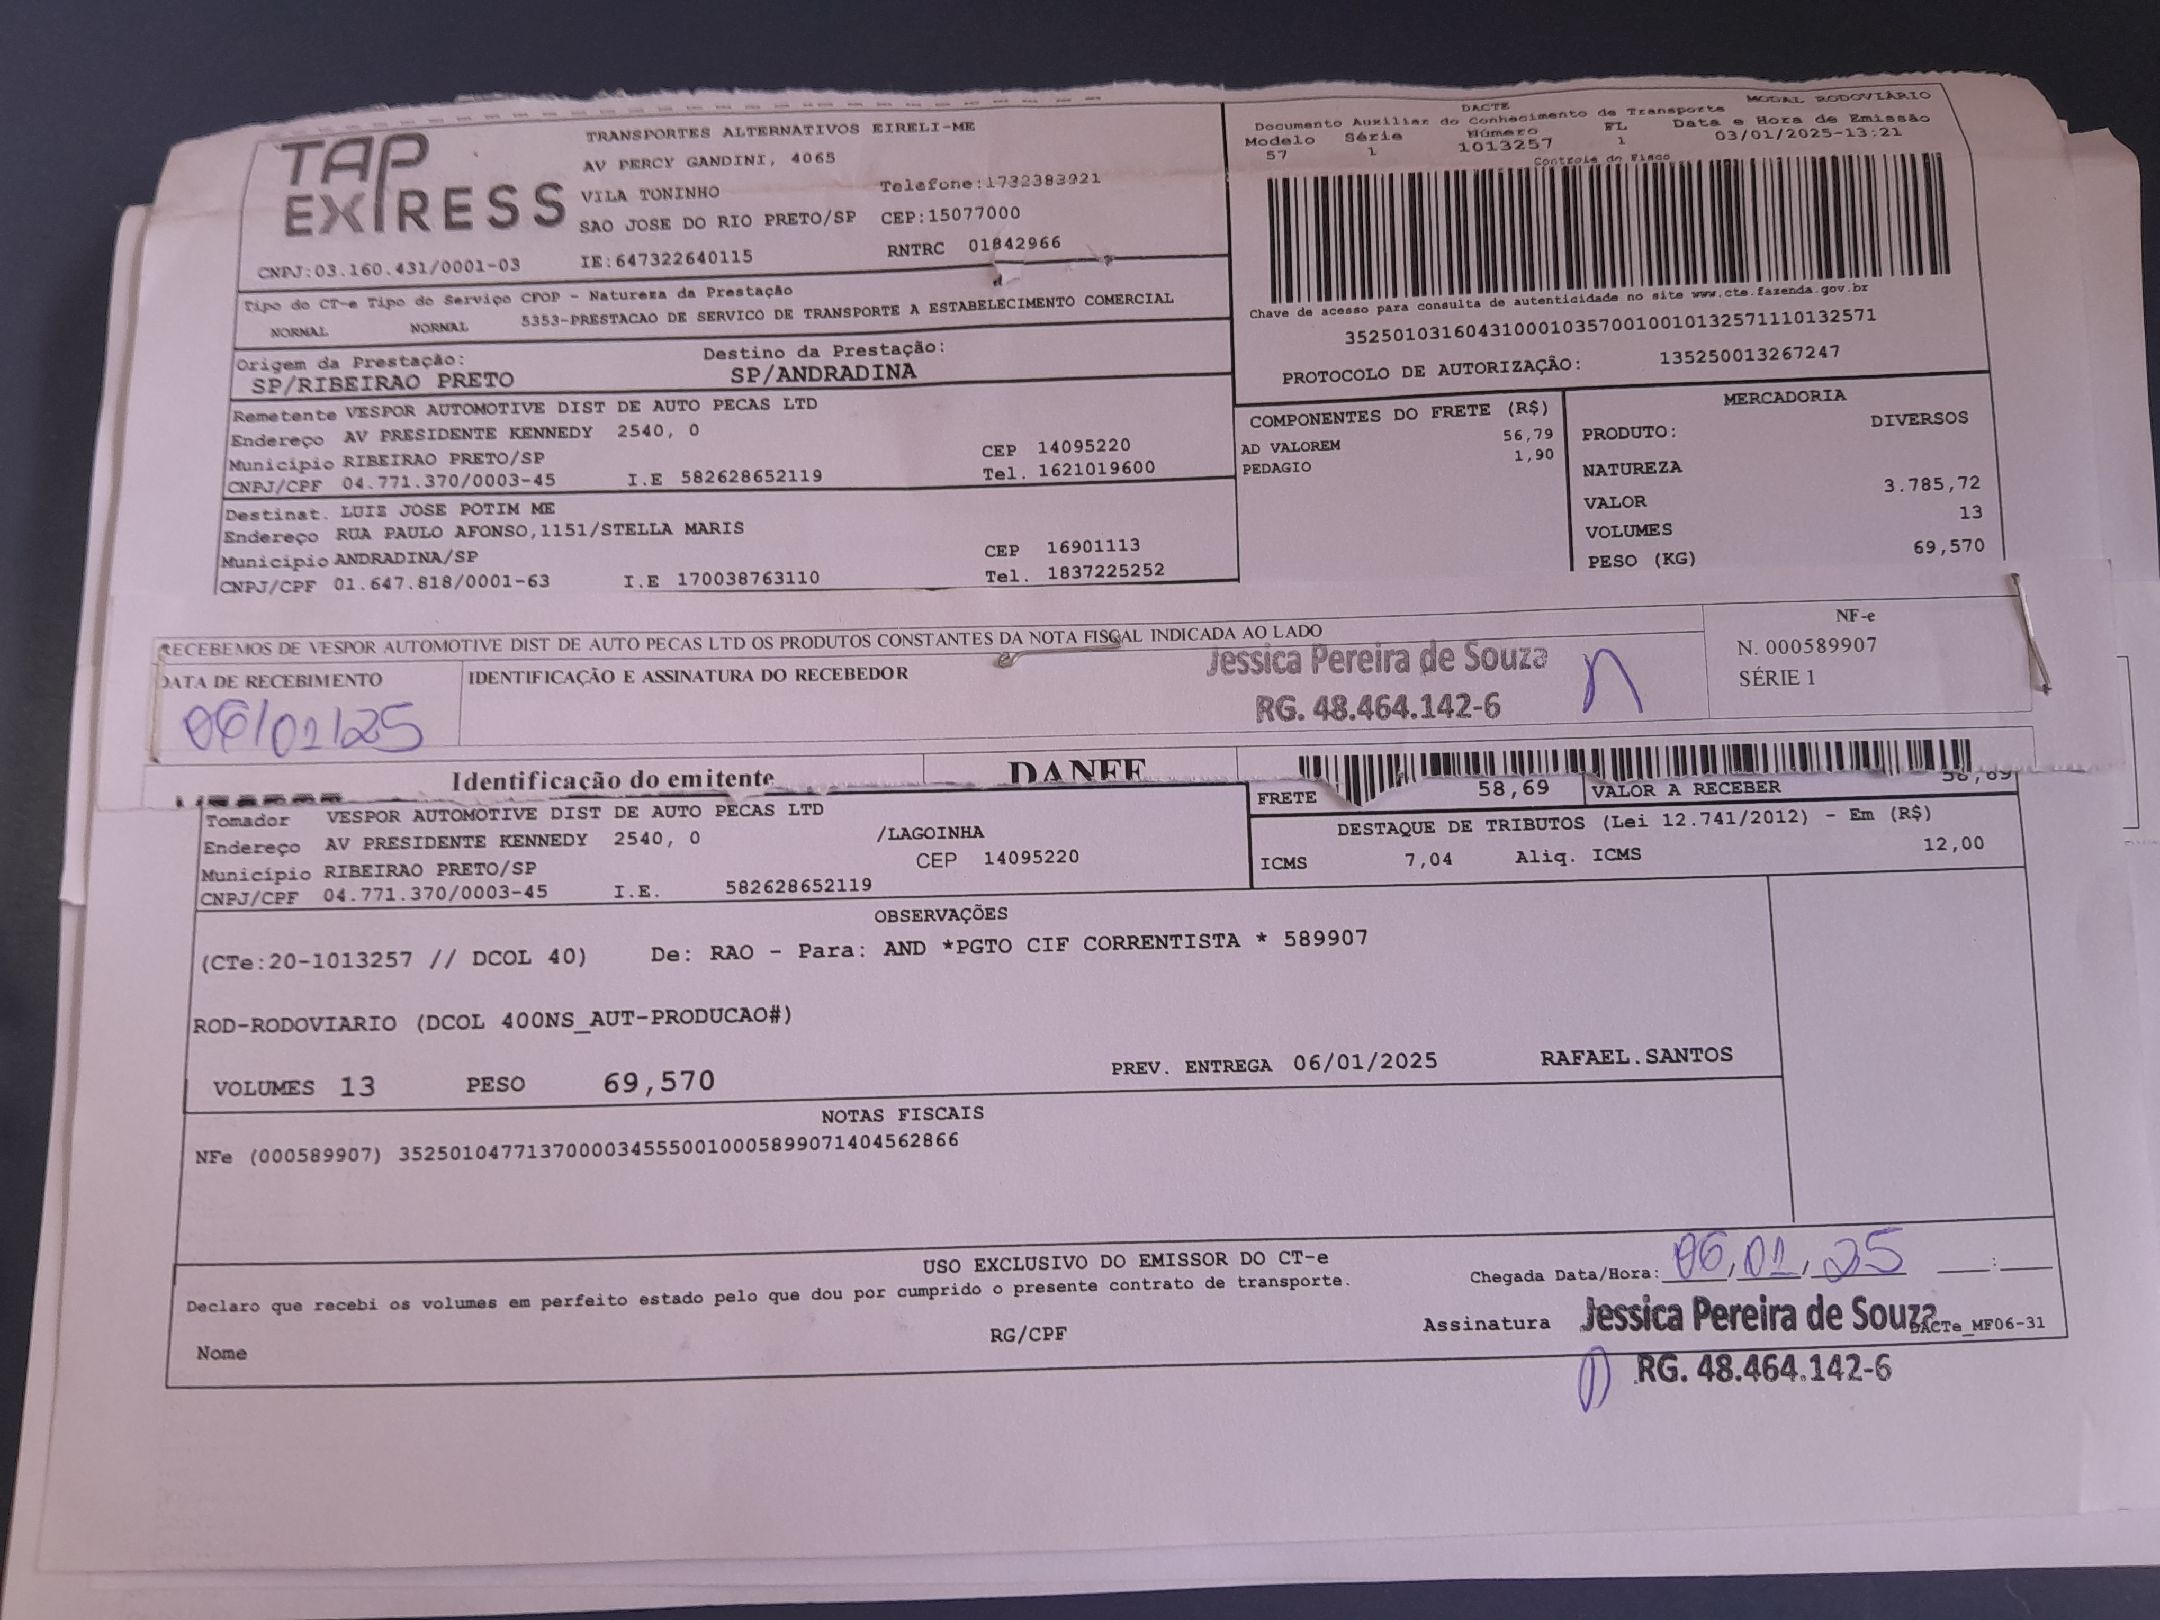 TAP EXPRESS
TRANSPORTES ALTERNATIVOS EIRELI-ME
AV PERCY GANDINI, 4065
VILA TONINHO Telefone:1732383921
SAO JOSE DO RIO PRETO/SP CEP:15077000
CNPJ:03.160.431/0001-03 IE:647322640115 RNTRC 01842966
DACTE MODAL RODOVIÁRIO
Documento Auxiliar do Conhecimento de Transporte
Modelo Série Número FL Data e Hora de Emissão
57 1 1013257 1 03/01/2025-13:21
Controle do Fisco
Chave de acesso para consulta de autenticidade no site www.cte.fazenda.gov.br
35250103160431000103570010010132571110132571
PROTOCOLO DE AUTORIZAÇÃO: 135250013267247
Tipo do CT-e Tipo do Serviço CFOP - Natureza da Prestação
NORMAL NORMAL 5353-PRESTACAO DE SERVICO DE TRANSPORTE A ESTABELECIMENTO COMERCIAL
Origem da Prestação: Destino da Prestação:
SP/RIBEIRAO PRETO SP/ANDRADINA
Remetente VESPOR AUTOMOTIVE DIST DE AUTO PECAS LTD
Endereço AV PRESIDENTE KENNEDY 2540, 0
Município RIBEIRAO PRETO/SP CEP 14095220
CNPJ/CPF 04.771.370/0003-45 I.E 582628652119 Tel. 1621019600
Destinat. LUIZ JOSE POTIM ME
Endereço RUA PAULO AFONSO,1151/STELLA MARIS
Município ANDRADINA/SP CEP 16901113
CNPJ/CPF 01.647.818/0001-63 I.E 170038763110 Tel. 1837225252
COMPONENTES DO FRETE (R$)
AD VALOREM 56,79
PEDAGIO 1,90
MERCADORIA
PRODUTO: DIVERSOS
NATUREZA
VALOR 3.785,72
VOLUMES 13
PESO (KG) 69,570
RECEBEMOS DE VESPOR AUTOMOTIVE DIST DE AUTO PECAS LTD OS PRODUTOS CONSTANTES DA NOTA FISCAL INDICADA AO LADO
DATA DE RECEBIMENTO IDENTIFICAÇÃO E ASSINATURA DO RECEBEDOR
06/01/25
Jessica Pereira de Souza
RG. 48.464.142-6
NF-e
N. 000589907
SÉRIE 1
Identificação do emitente DANFE
FRETE 58,69 VALOR A RECEBER 58,69
Tomador VESPOR AUTOMOTIVE DIST DE AUTO PECAS LTD
Endereço AV PRESIDENTE KENNEDY 2540, 0 /LAGOINHA
Município RIBEIRAO PRETO/SP CEP 14095220
CNPJ/CPF 04.771.370/0003-45 I.E. 582628652119
DESTAQUE DE TRIBUTOS (Lei 12.741/2012) - Em (R$)
ICMS 7,04 Aliq. ICMS 12,00
OBSERVAÇÕES
(CTe:20-1013257 // DCOL 40) De: RAO - Para: AND *PGTO CIF CORRENTISTA * 589907
ROD-RODOVIARIO (DCOL 400NS_AUT-PRODUCAO#)
VOLUMES 13 PESO 69,570 PREV. ENTREGA 06/01/2025 RAFAEL.SANTOS
NOTAS FISCAIS
NFe (000589907) 35250104771370000345550010005899071404562866
USO EXCLUSIVO DO EMISSOR DO CT-e
Declaro que recebi os volumes em perfeito estado pelo que dou por cumprido o presente contrato de transporte.
Chegada Data/Hora: 06/01/25 :
Nome RG/CPF Assinatura
Jessica Pereira de Souza
DACTe_MF06-31
RG. 48.464.142-6